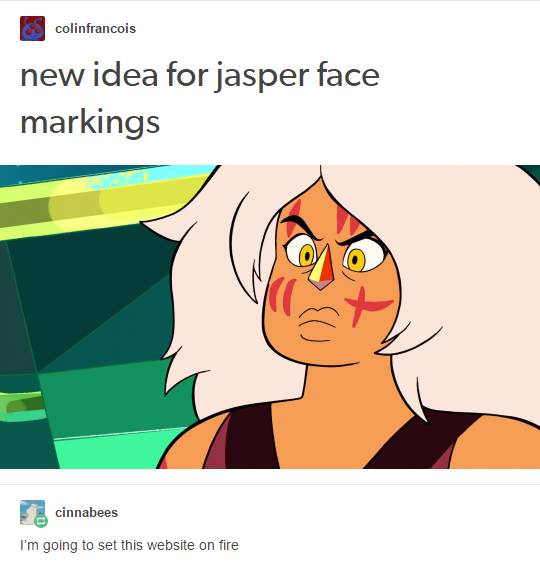 colinfrancois
new idea for jasper face
markings
cinnabees
I'm going to set this website on fire